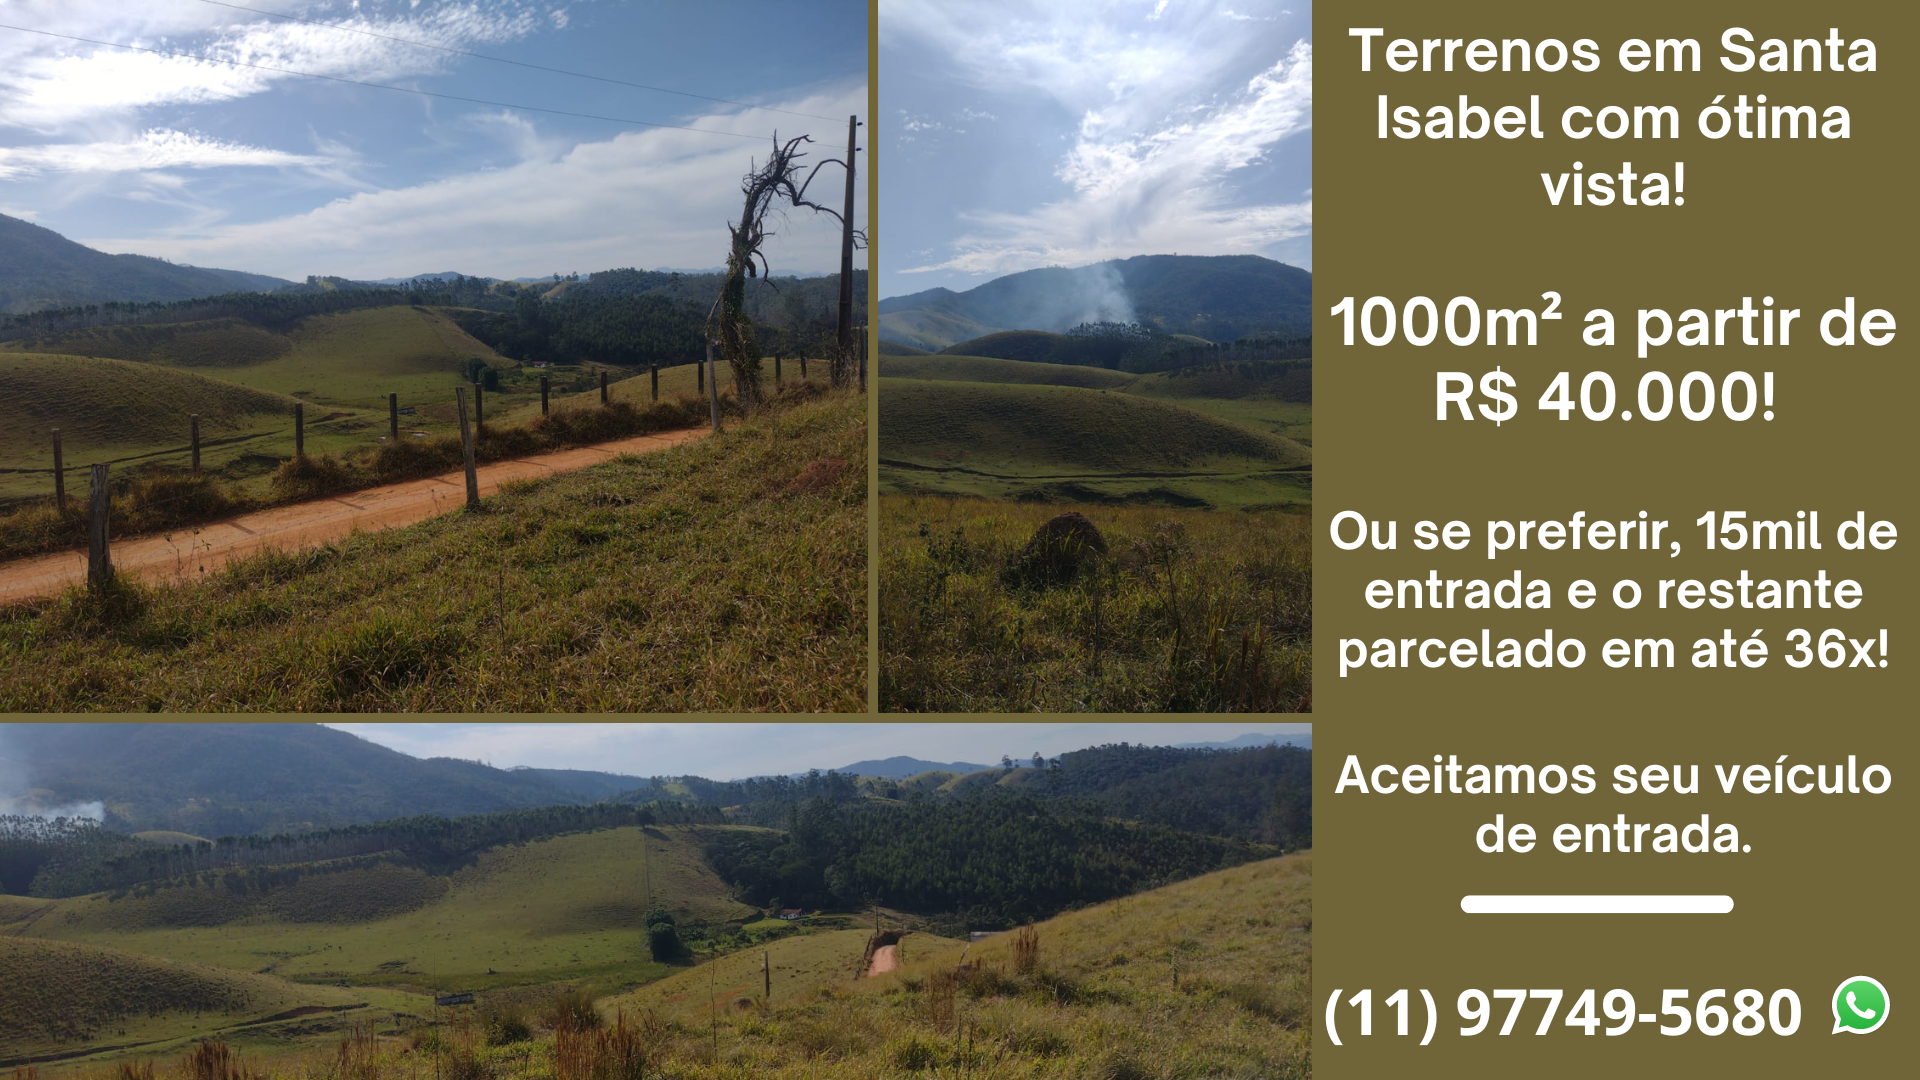 Terrenos em Santa
Isabel com ótima
vista!
1000m² a partir de
R$ 40.000!
Ou se preferir, 15mil de
entrada e o restante
parcelado em até 36x!
Aceitamos seu veículo
de entrada.
(11) 97749-5680